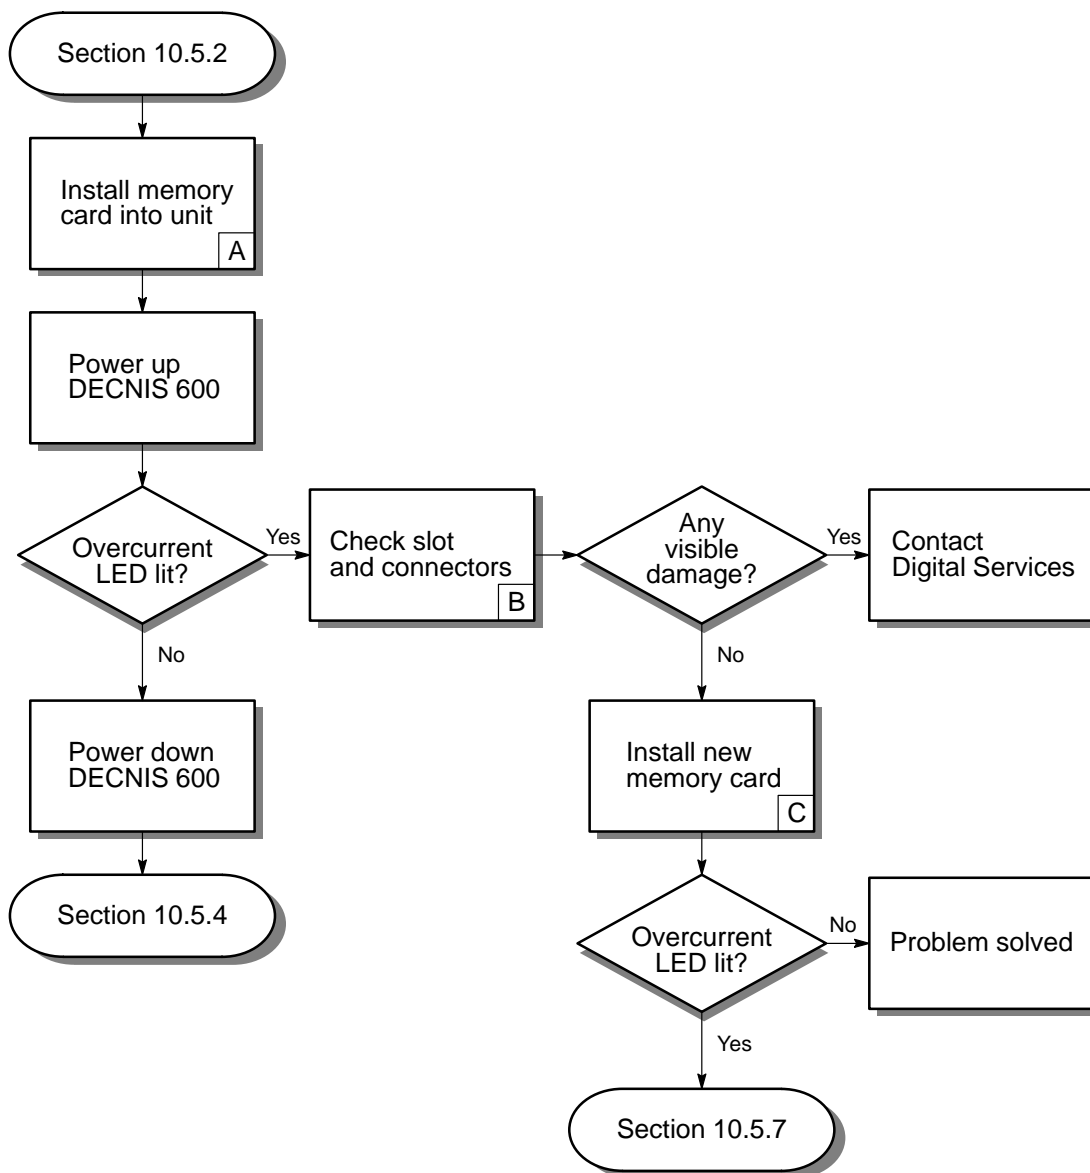 Section 10.5.2
Install memory
card into unit
A
Power up
DECNIS 600
Overcurrent
LED lit?
Yes
Check slot
and connectors
B
Any
visible
damage?
Yes
Contact
Digital Services
No
No
Power down
DECNIS 600
Install new
memory card
C
Section 10.5.4
Overcurrent
LED lit?
No
Problem solved
Yes
Section 10.5.7